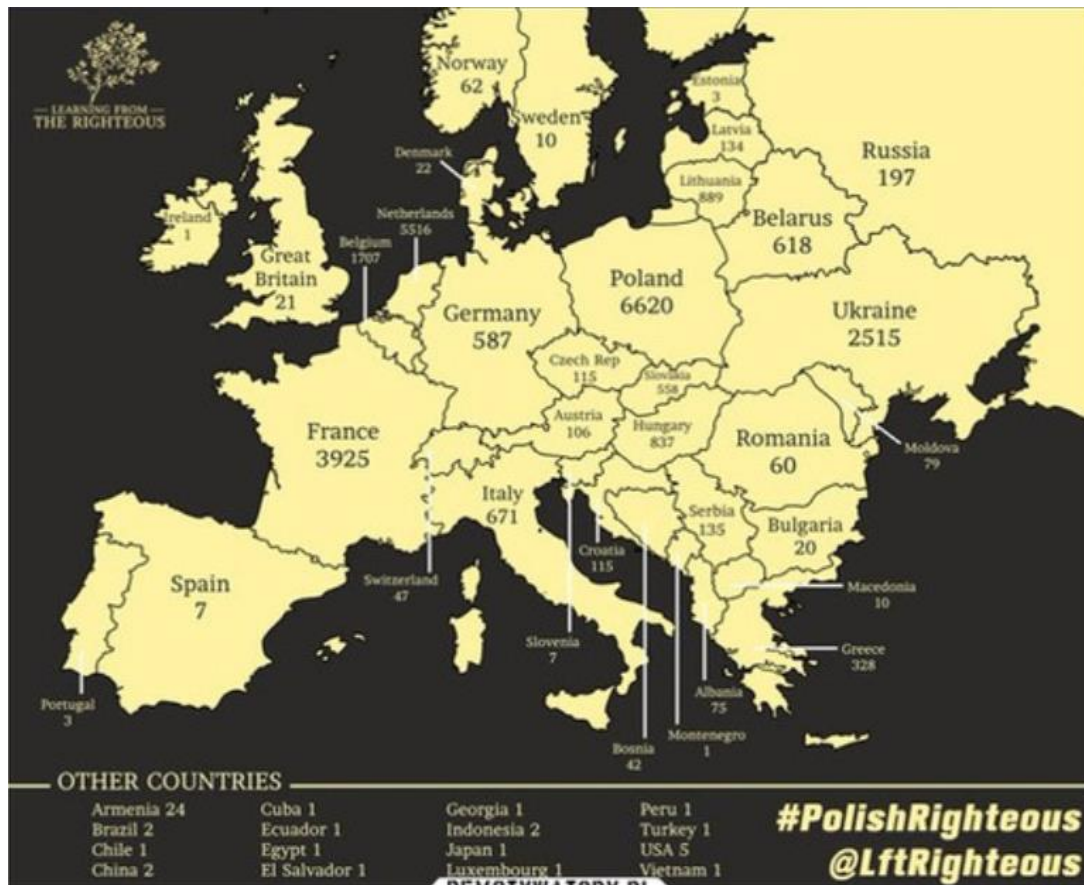 LEARNING FROM
THE RIGHTEOUS
Norway
62
Sweden
10
Estonia
3
Latvia
134
Lithuania
889
Russia
197
Belarus
618
Denmark
22
Netherlands
5516
Belgium
1707
Ireland
1
Great
Britain
21
Germany
587
Poland
6620
Ukraine
2515
Czech Rep
115
Slovakia
558
Austria
106
Hungary
837
France
3925
Romania
60
Moldova
79
Italy
671
Serbia
135
Bulgaria
20
Croatia
115
Switzerland
47
Spain
7
Macedonia
10
Slovenia
7
Greece
328
Portugal
3
Albania
75
Montenegro
1
Bosnia
42
OTHER COUNTRIES
Armenia 24
Brazil 2
Chile 1
China 2
Cuba 1
Ecuador 1
Egypt 1
El Salvador 1
Georgia 1
Indonesia 2
Japan 1
Luxembourg 1
Peru 1
Turkey 1
USA 5
Vietnam 1
#PolishRighteous
@LftRighteous